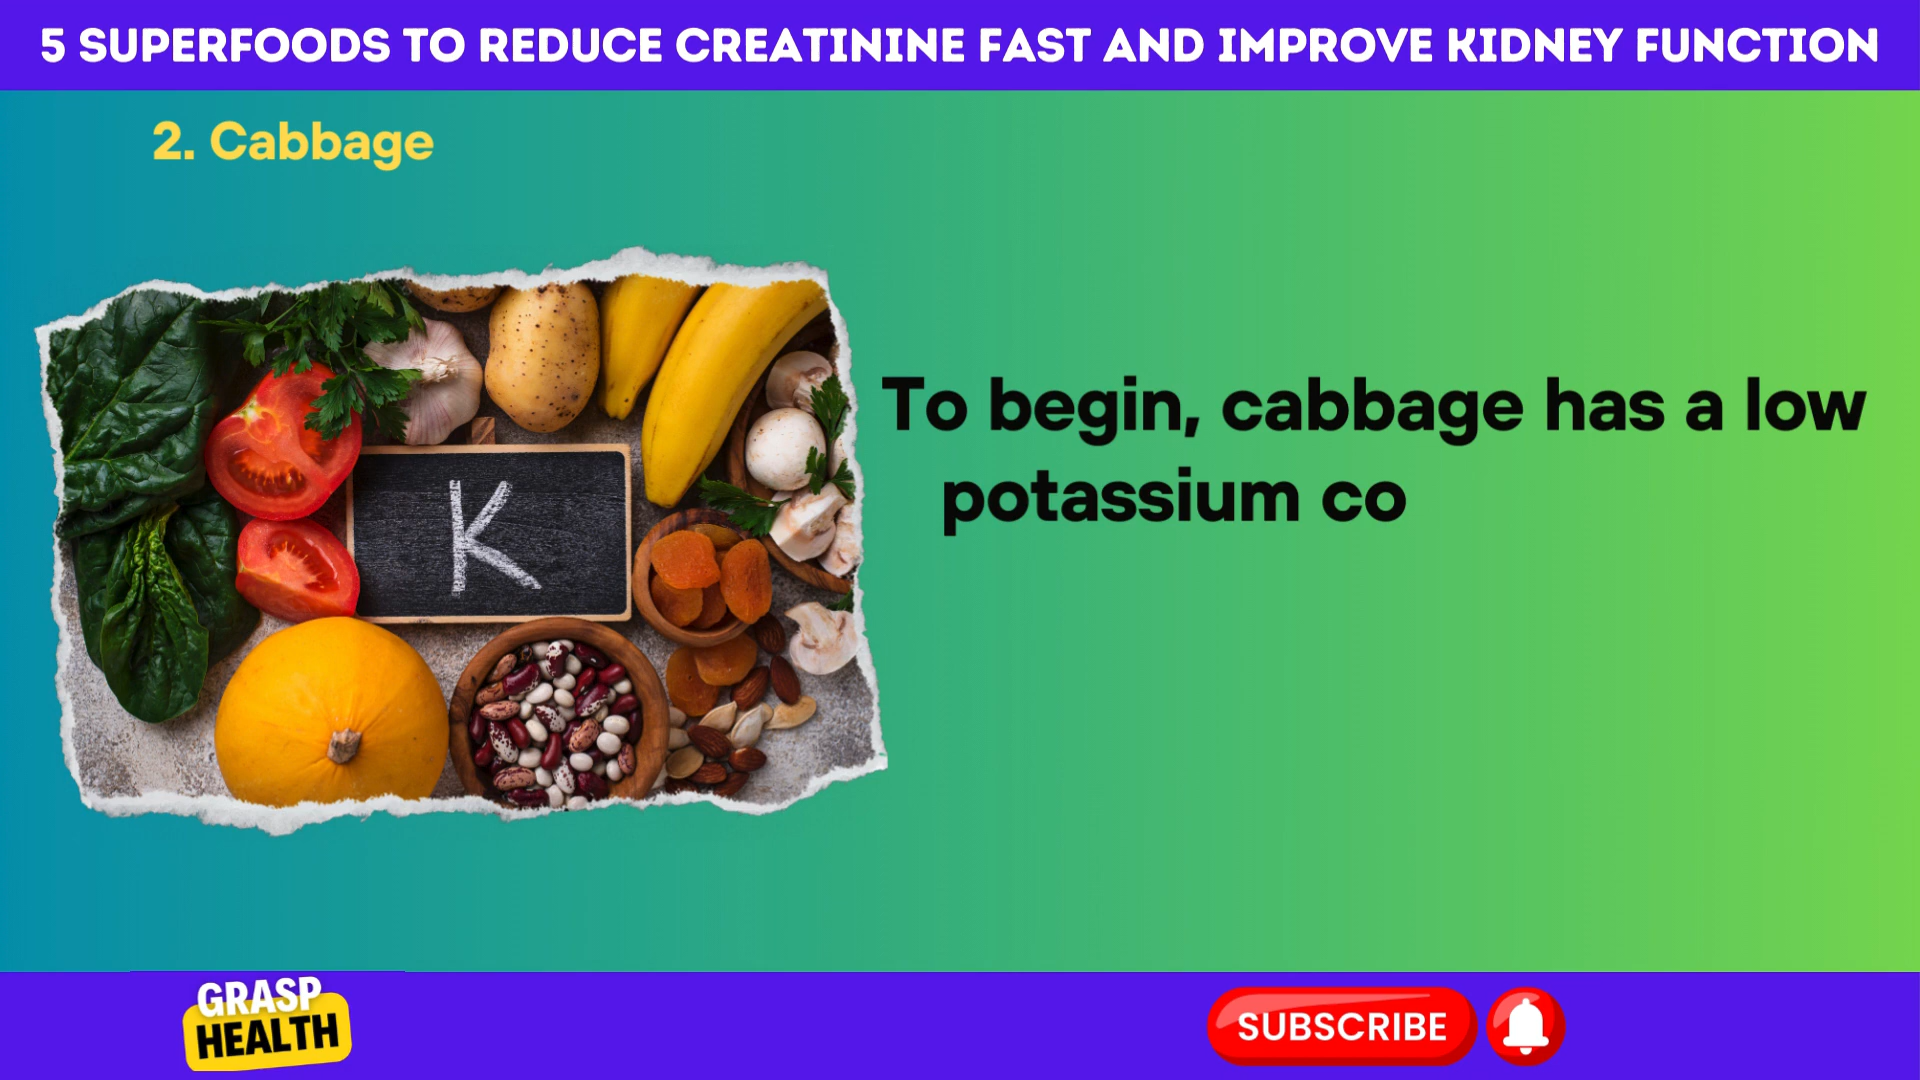 5 SUPERFOODS TO REDUCE CREATININE FAST AND IMPROVE KIDNEY FUNCTION
2. Cabbage
K
To begin, cabbage has a low
potassium co
GRASP
HEALTH
SUBSCRIBE